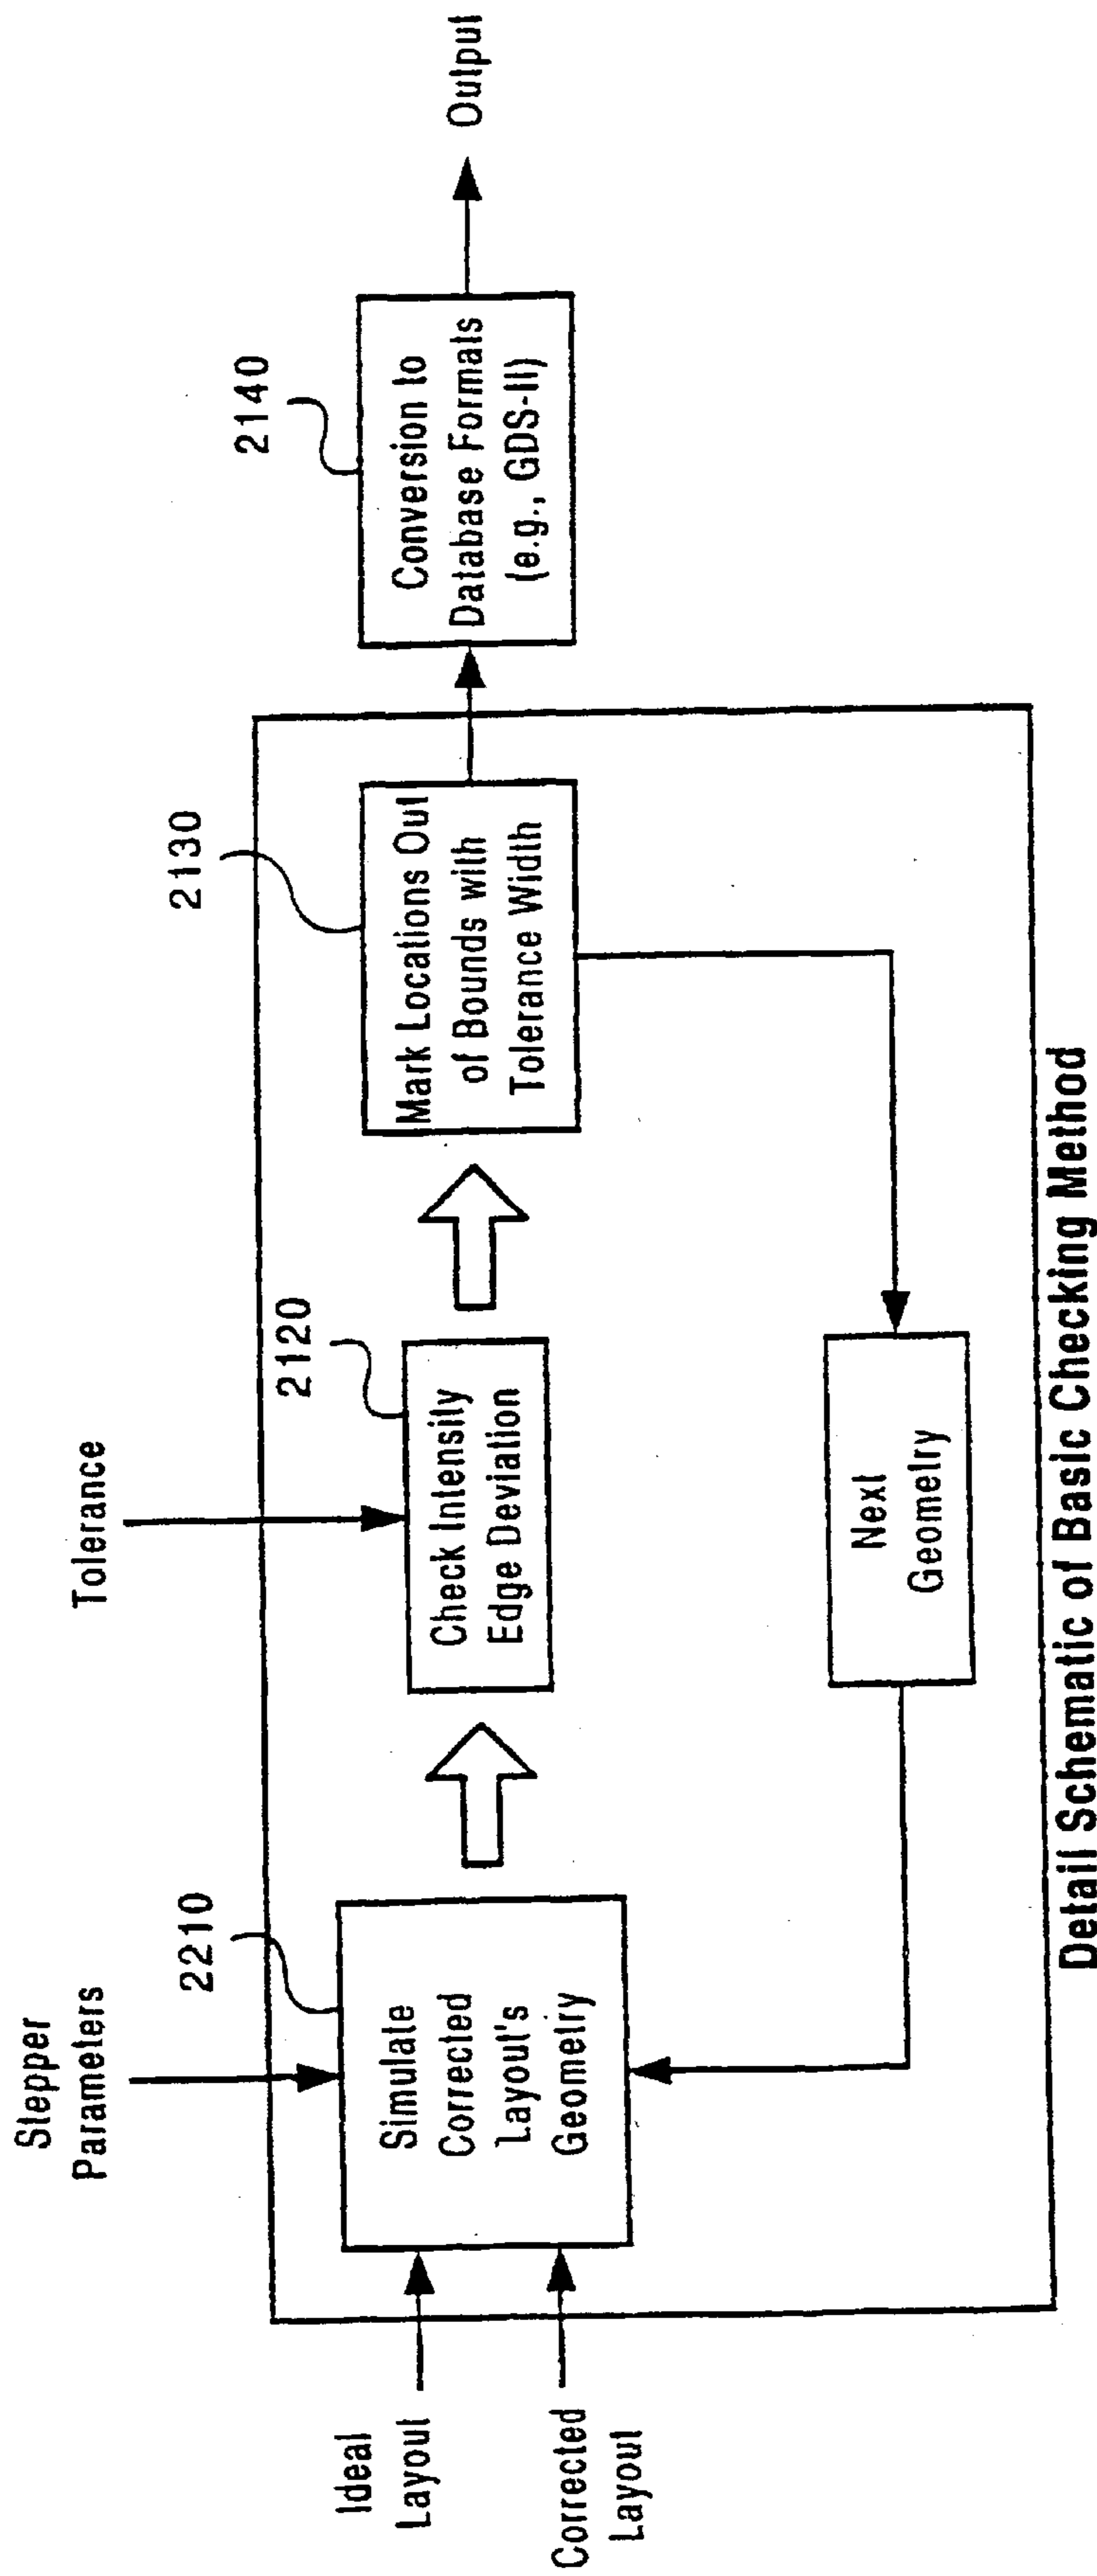 Stepper
Parameters
Tolerance
2210
2120
2130
2140
Ideal
Layout
Corrected
Layout
Simulate
Corrected
Layout's
Geometry
Check Intensity
Edge Deviation
Mark Locations Out
of Bounds with
Tolerance Width
Conversion to
Database Formats
(e.g., GDS-II)
Output
Next
Geometry
Detail Schematic of Basic Checking Method